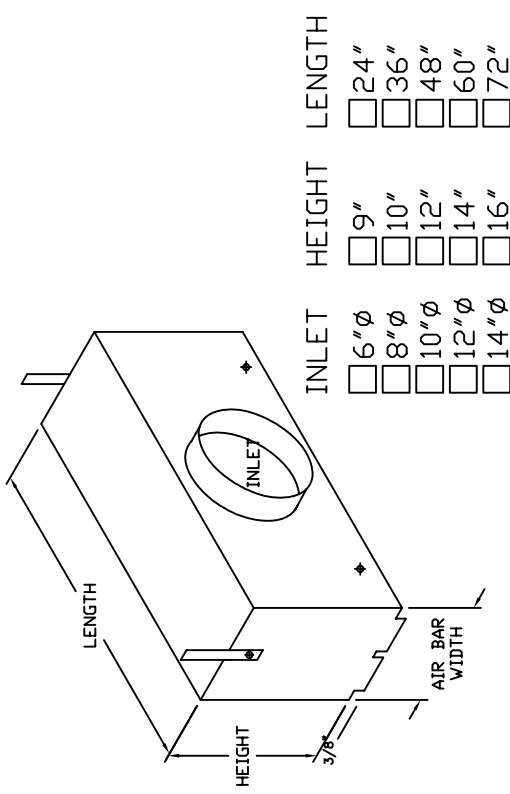 LENGTH
HEIGHT
3/8"
AIR BAR
WIDTH
INLET
INLET HEIGHT LENGTH
6"Ø 9" 24"
8"Ø 10" 36"
10"Ø 12" 48"
12"Ø 14" 60"
14"Ø 16" 72"